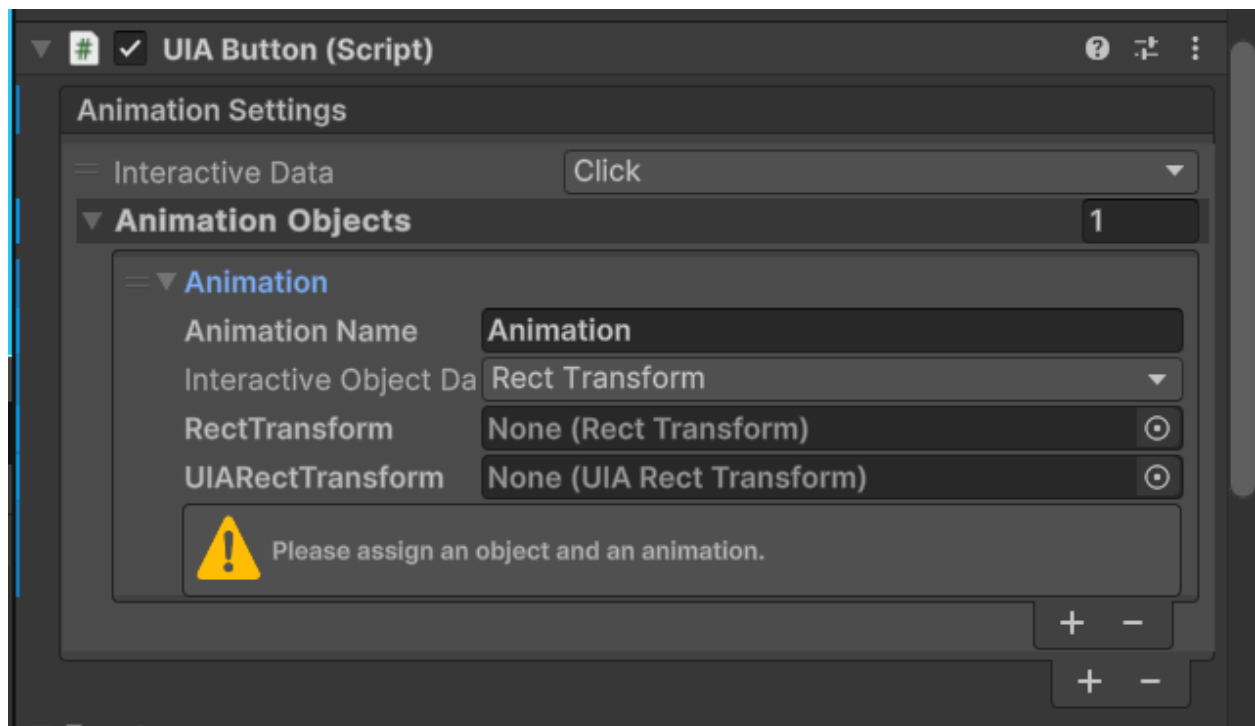 # UIA Button (Script)
Animation Settings
Interactive Data Click
Animation Objects 1
Animation
Animation Name Animation
Interactive Object Da Rect Transform
RectTransform None (Rect Transform)
UIARectTransform None (UIA Rect Transform)
Please assign an object and an animation.